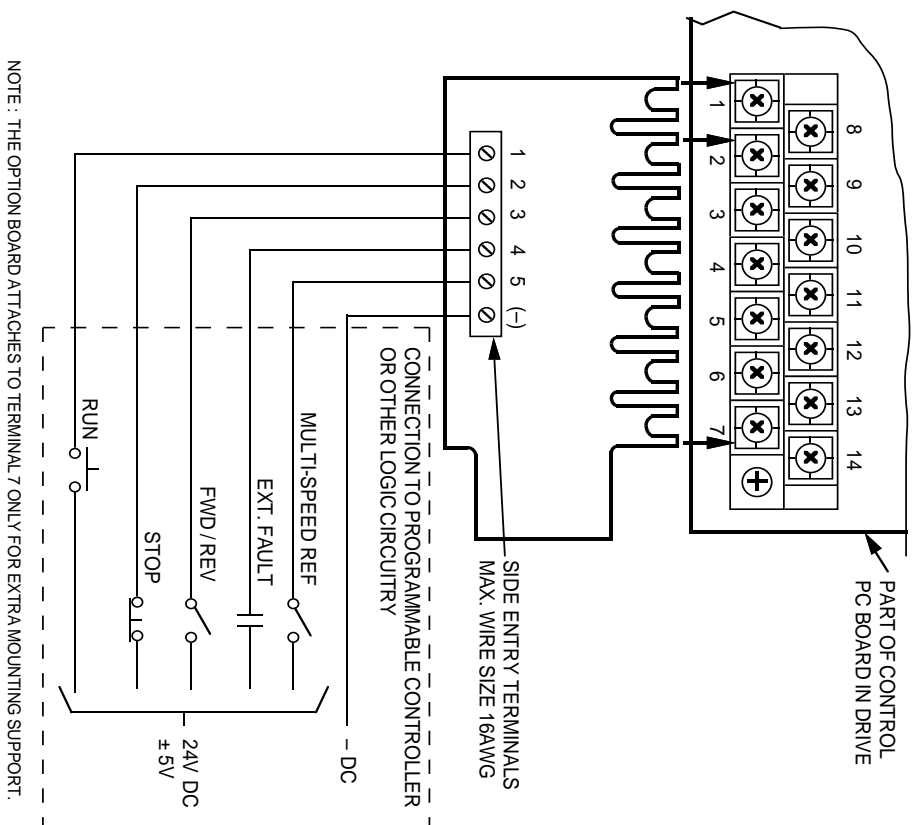 PART OF CONTROL
PC BOARD IN DRIVE
8 9 10 11 12 13 14
1 2 3 4 5 6 7
SIDE ENTRY TERMINALS
MAX. WIRE SIZE 16AWG
1 2 3 4 5 (–)
CONNECTION TO PROGRAMMABLE CONTROLLER
OR OTHER LOGIC CIRCUITRY
– DC
MULTI-SPEED REF
EXT. FAULT
FWD / REV
STOP
RUN
24V DC
± 5V
NOTE : THE OPTION BOARD ATTACHES TO TERMINAL 7 ONLY FOR EXTRA MOUNTING SUPPORT.